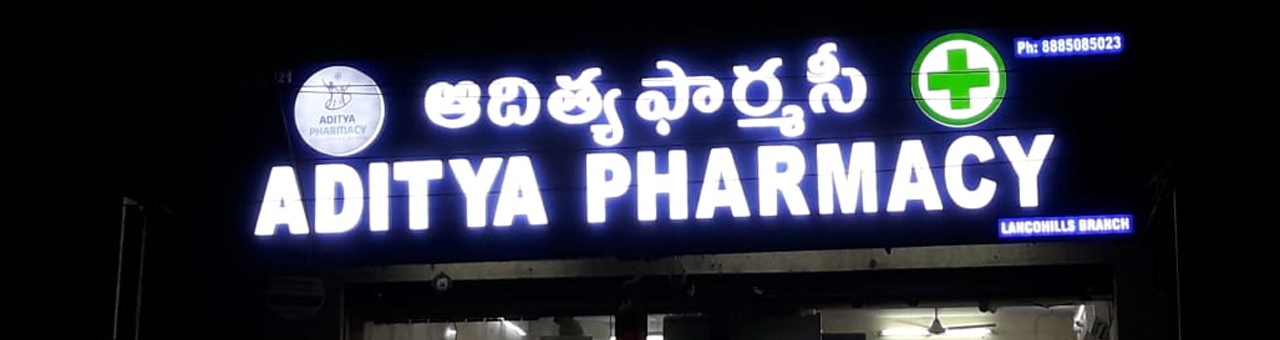 ఆదిత్య ఫార్మసీ
Ph: 8885085023
ADITYA
PHARMACY
ADITYA PHARMACY
LANCOHILLS BRANCH